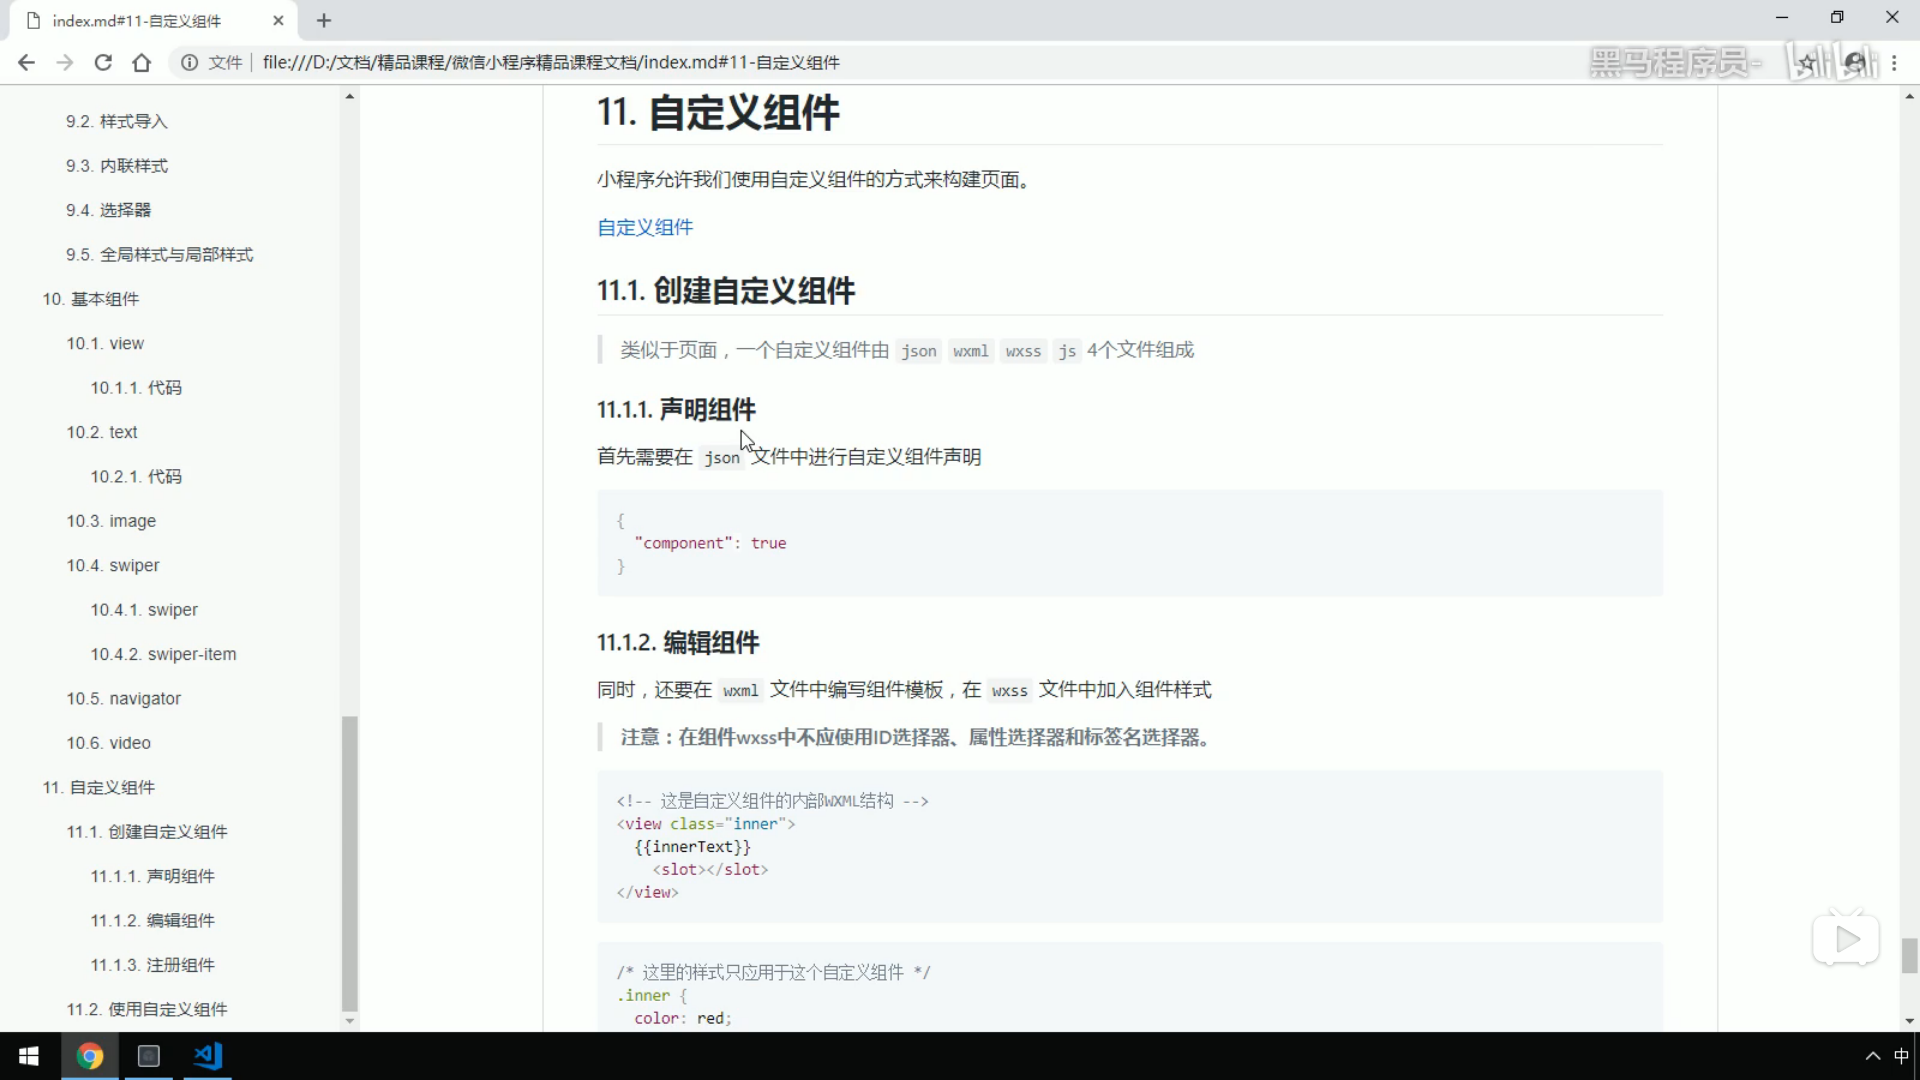 index.md#11-自定义组件
文件 file:///D:/文档/精品课程/微信小程序精品课程文档/index.md#11-自定义组件
黑马程序员- bilibili
9.2. 样式导入
9.3. 内联样式
9.4. 选择器
9.5. 全局样式与局部样式
10. 基本组件
10.1. view
10.1.1. 代码
10.2. text
10.2.1. 代码
10.3. image
10.4. swiper
10.4.1. swiper
10.4.2. swiper-item
10.5. navigator
10.6. video
11. 自定义组件
11.1. 创建自定义组件
11.1.1. 声明组件
11.1.2. 编辑组件
11.1.3. 注册组件
11.2. 使用自定义组件
11. 自定义组件
小程序允许我们使用自定义组件的方式来构建页面。
自定义组件
11.1. 创建自定义组件
类似于页面，一个自定义组件由 json wxml wxss js 4个文件组成
11.1.1. 声明组件
首先需要在 json 文件中进行自定义组件声明
{
"component": true
}
11.1.2. 编辑组件
同时，还要在 wxml 文件中编写组件模板，在 wxss 文件中加入组件样式
注意：在组件wxss中不应使用ID选择器、属性选择器和标签名选择器。
<!-- 这是自定义组件的内部WXML结构 -->
<view class="inner">
{{innerText}}
<slot></slot>
</view>
/* 这里的样式只应用于这个自定义组件 */
.inner {
color: red;
中